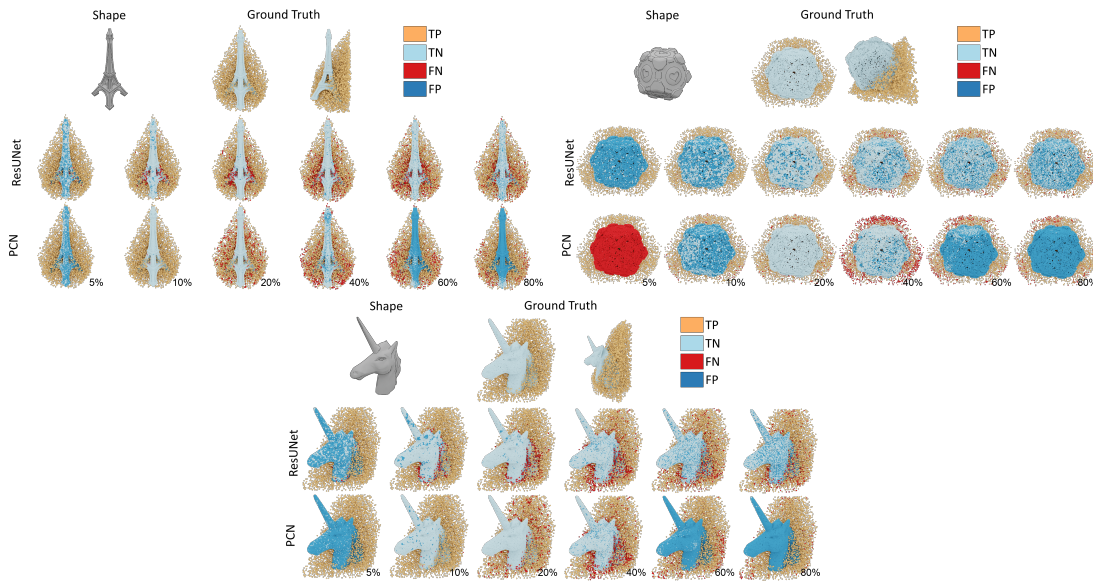 Shape Ground Truth
TP
TN
FN
FP
ResUNet
PCN
5% 10% 20% 40% 60% 80%
Shape Ground Truth
TP
TN
FN
FP
ResUNet
PCN
5% 10% 20% 40% 60% 80%
Shape Ground Truth
TP
TN
FN
FP
ResUNet
PCN
5% 10% 20% 40% 60% 80%